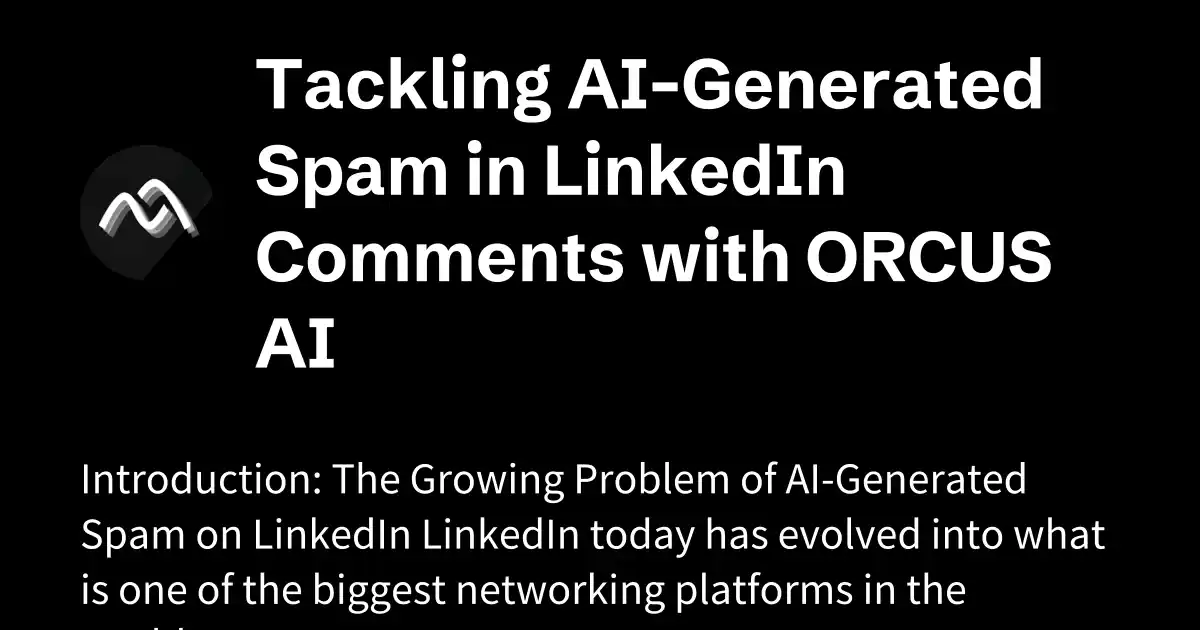 Tackling AI-Generated
Spam in LinkedIn
Comments with ORCUS
AI
Introduction: The Growing Problem of AI-Generated
Spam on LinkedIn LinkedIn today has evolved into what
is one of the biggest networking platforms in the